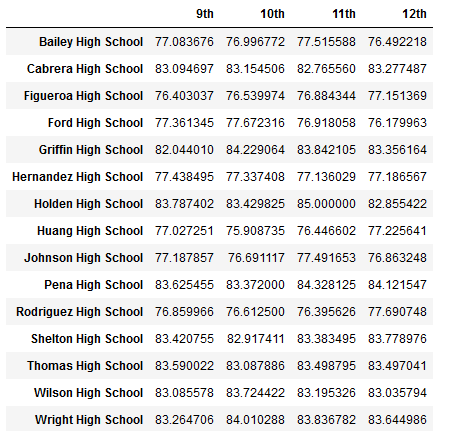 9th 10th 11th 12th
Bailey High School 77.083676 76.996772 77.515588 76.492218
Cabrera High School 83.094697 83.154506 82.765560 83.277487
Figueroa High School 76.403037 76.539974 76.884344 77.151369
Ford High School 77.361345 77.672316 76.918058 76.179963
Griffin High School 82.044010 84.229064 83.842105 83.356164
Hernandez High School 77.438495 77.337408 77.136029 77.186567
Holden High School 83.787402 83.429825 85.000000 82.855422
Huang High School 77.027251 75.908735 76.446602 77.225641
Johnson High School 77.187857 76.691117 77.491653 76.863248
Pena High School 83.625455 83.372000 84.328125 84.121547
Rodriguez High School 76.859966 76.612500 76.395626 77.690748
Shelton High School 83.420755 82.917411 83.383495 83.778976
Thomas High School 83.590022 83.087886 83.498795 83.497041
Wilson High School 83.085578 83.724422 83.195326 83.035794
Wright High School 83.264706 84.010288 83.836782 83.644986